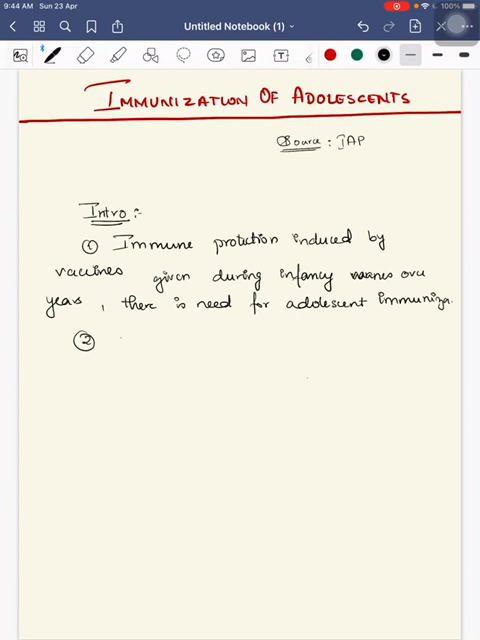 9:44 AM Sun 23 Apr
100%
Untitled Notebook (1)
T
IMMUNIZATION OF ADOLESCENTS
Source : IAP
Intro :-
① Immune protection induced by
vaccines given during infancy over
years , there is need for adolescent immuniza.
②